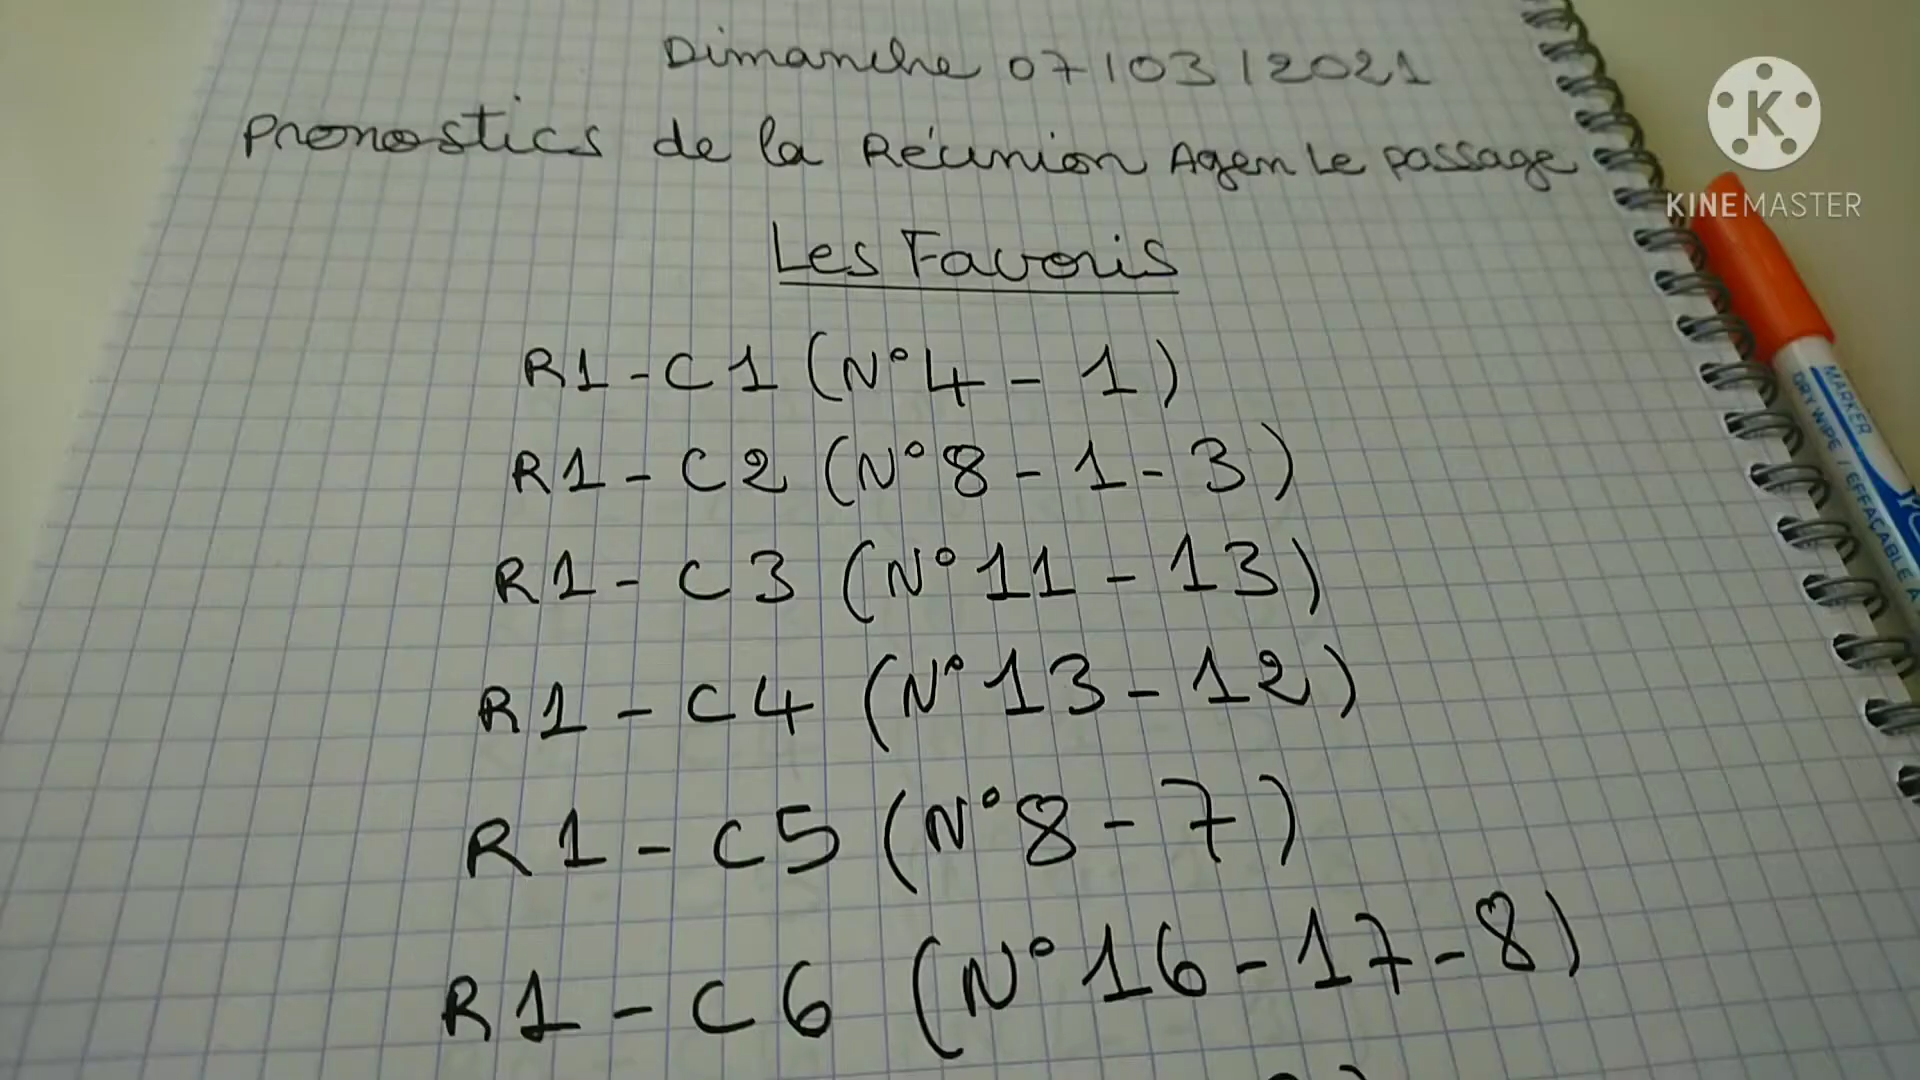 Dimanche 07/03/2021
Pronostics de la Réunion Agen Le passage
Les Favoris
R1-C1 (N°4-1)
R1-C2 (N°8-1-3)
R1-C3 (N°11-13)
R1-C4 (N°13-12)
R1-C5 (N°8-7)
R1-C6 (N°16-17-8)
K
KINEMASTER
MARKER
DRY WIPE / EFFAÇABLE A